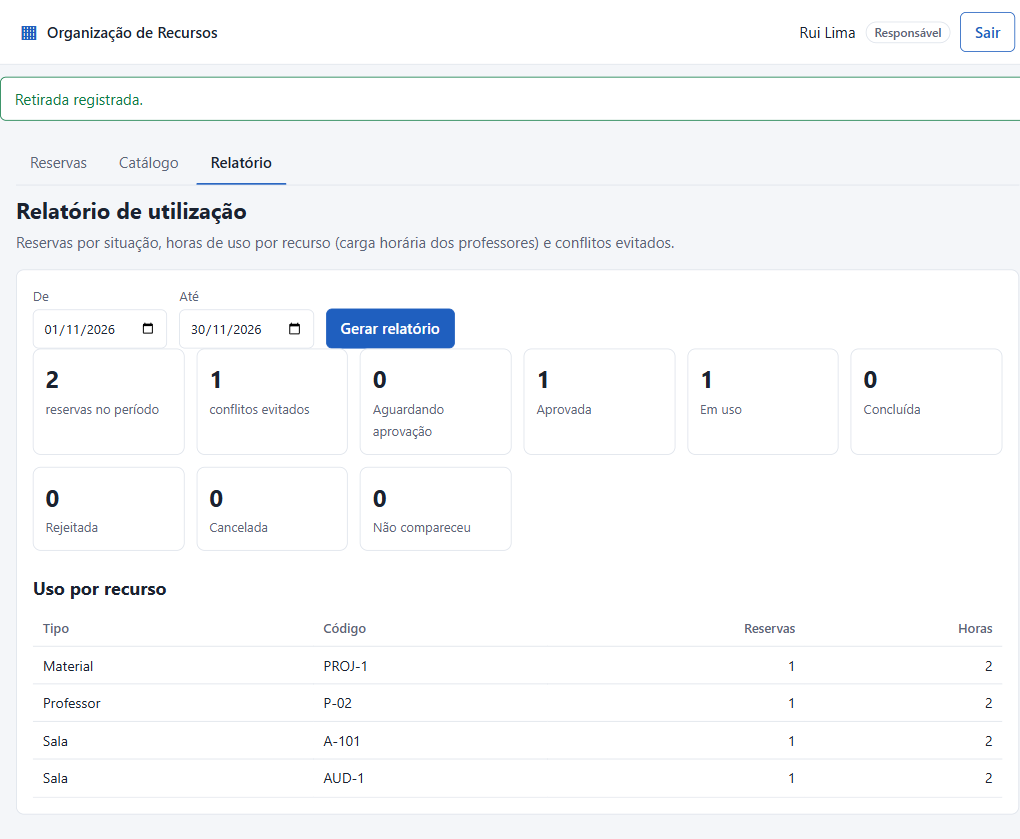 Organização de Recursos
Rui Lima Responsável Sair
Retirada registrada.
Reservas Catálogo Relatório
Relatório de utilização
Reservas por situação, horas de uso por recurso (carga horária dos professores) e conflitos evitados.
De Até
01/11/2026 30/11/2026 Gerar relatório
2 1 0 1 1 0
reservas no período conflitos evitados Aguardando aprovação Aprovada Em uso Concluída
0 0 0
Rejeitada Cancelada Não compareceu
Uso por recurso
Tipo Código Reservas Horas
Material PROJ-1 1 2
Professor P-02 1 2
Sala A-101 1 2
Sala AUD-1 1 2